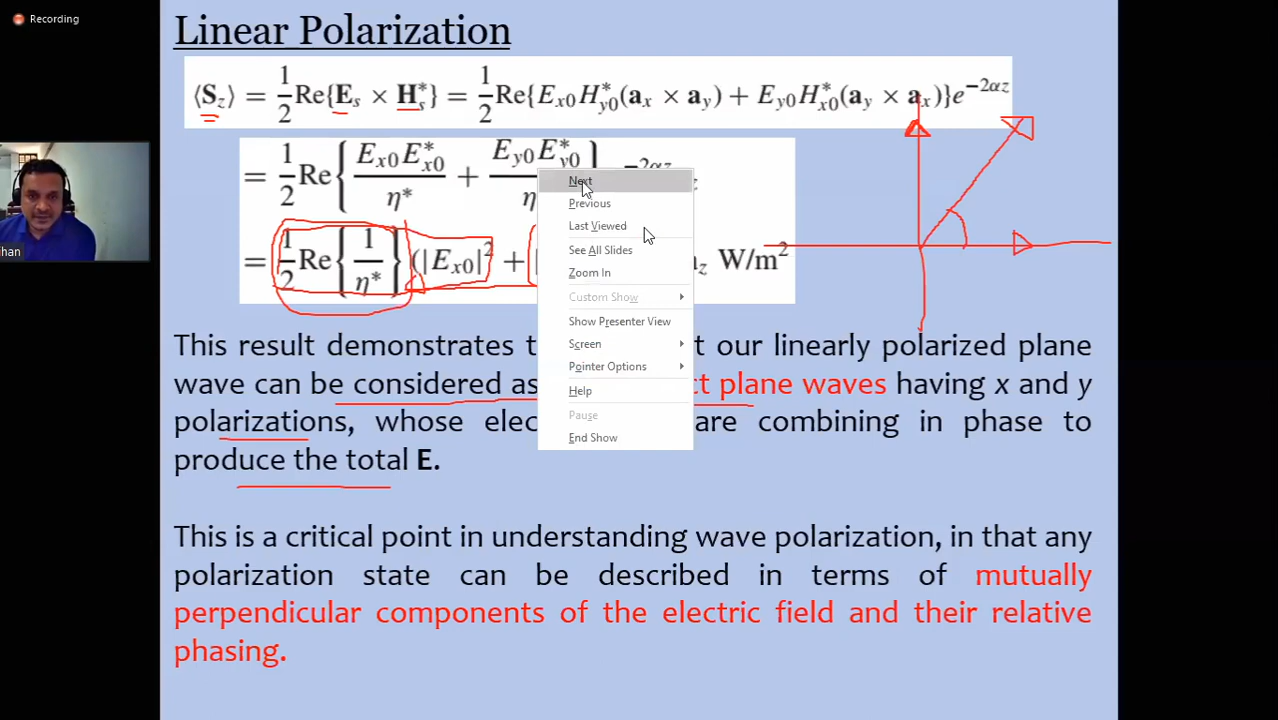 Recording
Linear Polarization
⟨S_z⟩ = 1/2 Re{E_s × H_s^*} = 1/2 Re{E_x0 H_y0^* (a_x × a_y) + E_y0 H_x0^* (a_y × a_x)}e^{-2αz}
= 1/2 Re{ E_x0 E_x0^* / η^* + E_y0 E_y0^* / η
= 1/2 Re{ 1/η^* } (|E_x0|^2 + | z W/m^2
This result demonstrates t t our linearly polarized plane
wave can be considered as ct plane waves having x and y
polarizations, whose elec are combining in phase to
produce the total E.
This is a critical point in understanding wave polarization, in that any
polarization state can be described in terms of mutually
perpendicular components of the electric field and their relative
phasing.
han
Next
Previous
Last Viewed
See All Slides
Zoom In
Custom Show
Show Presenter View
Screen
Pointer Options
Help
Pause
End Show